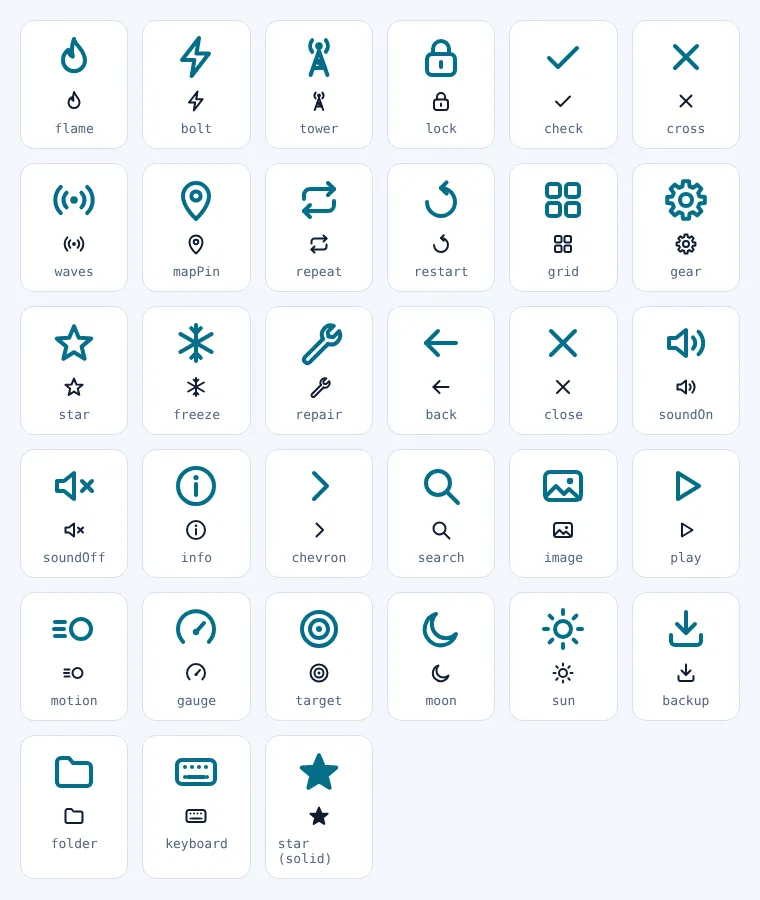 flame
bolt
tower
lock
check
cross
waves
mapPin
repeat
restart
grid
gear
star
freeze
repair
back
close
soundOn
soundOff
info
chevron
search
image
play
motion
gauge
target
moon
sun
backup
folder
keyboard
star
(solid)